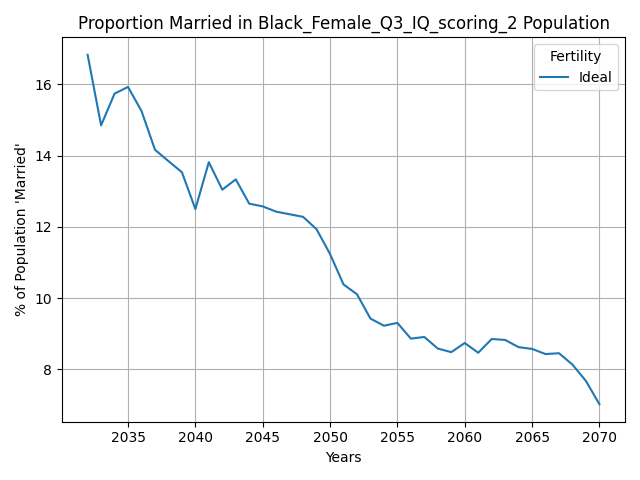 Proportion Married in Black_Female_Q3_IQ_scoring_2 Population
Fertility
Ideal
16
14
12
10
8
% of Population 'Married'
2035
2040
2045
2050
2055
2060
2065
2070
Years